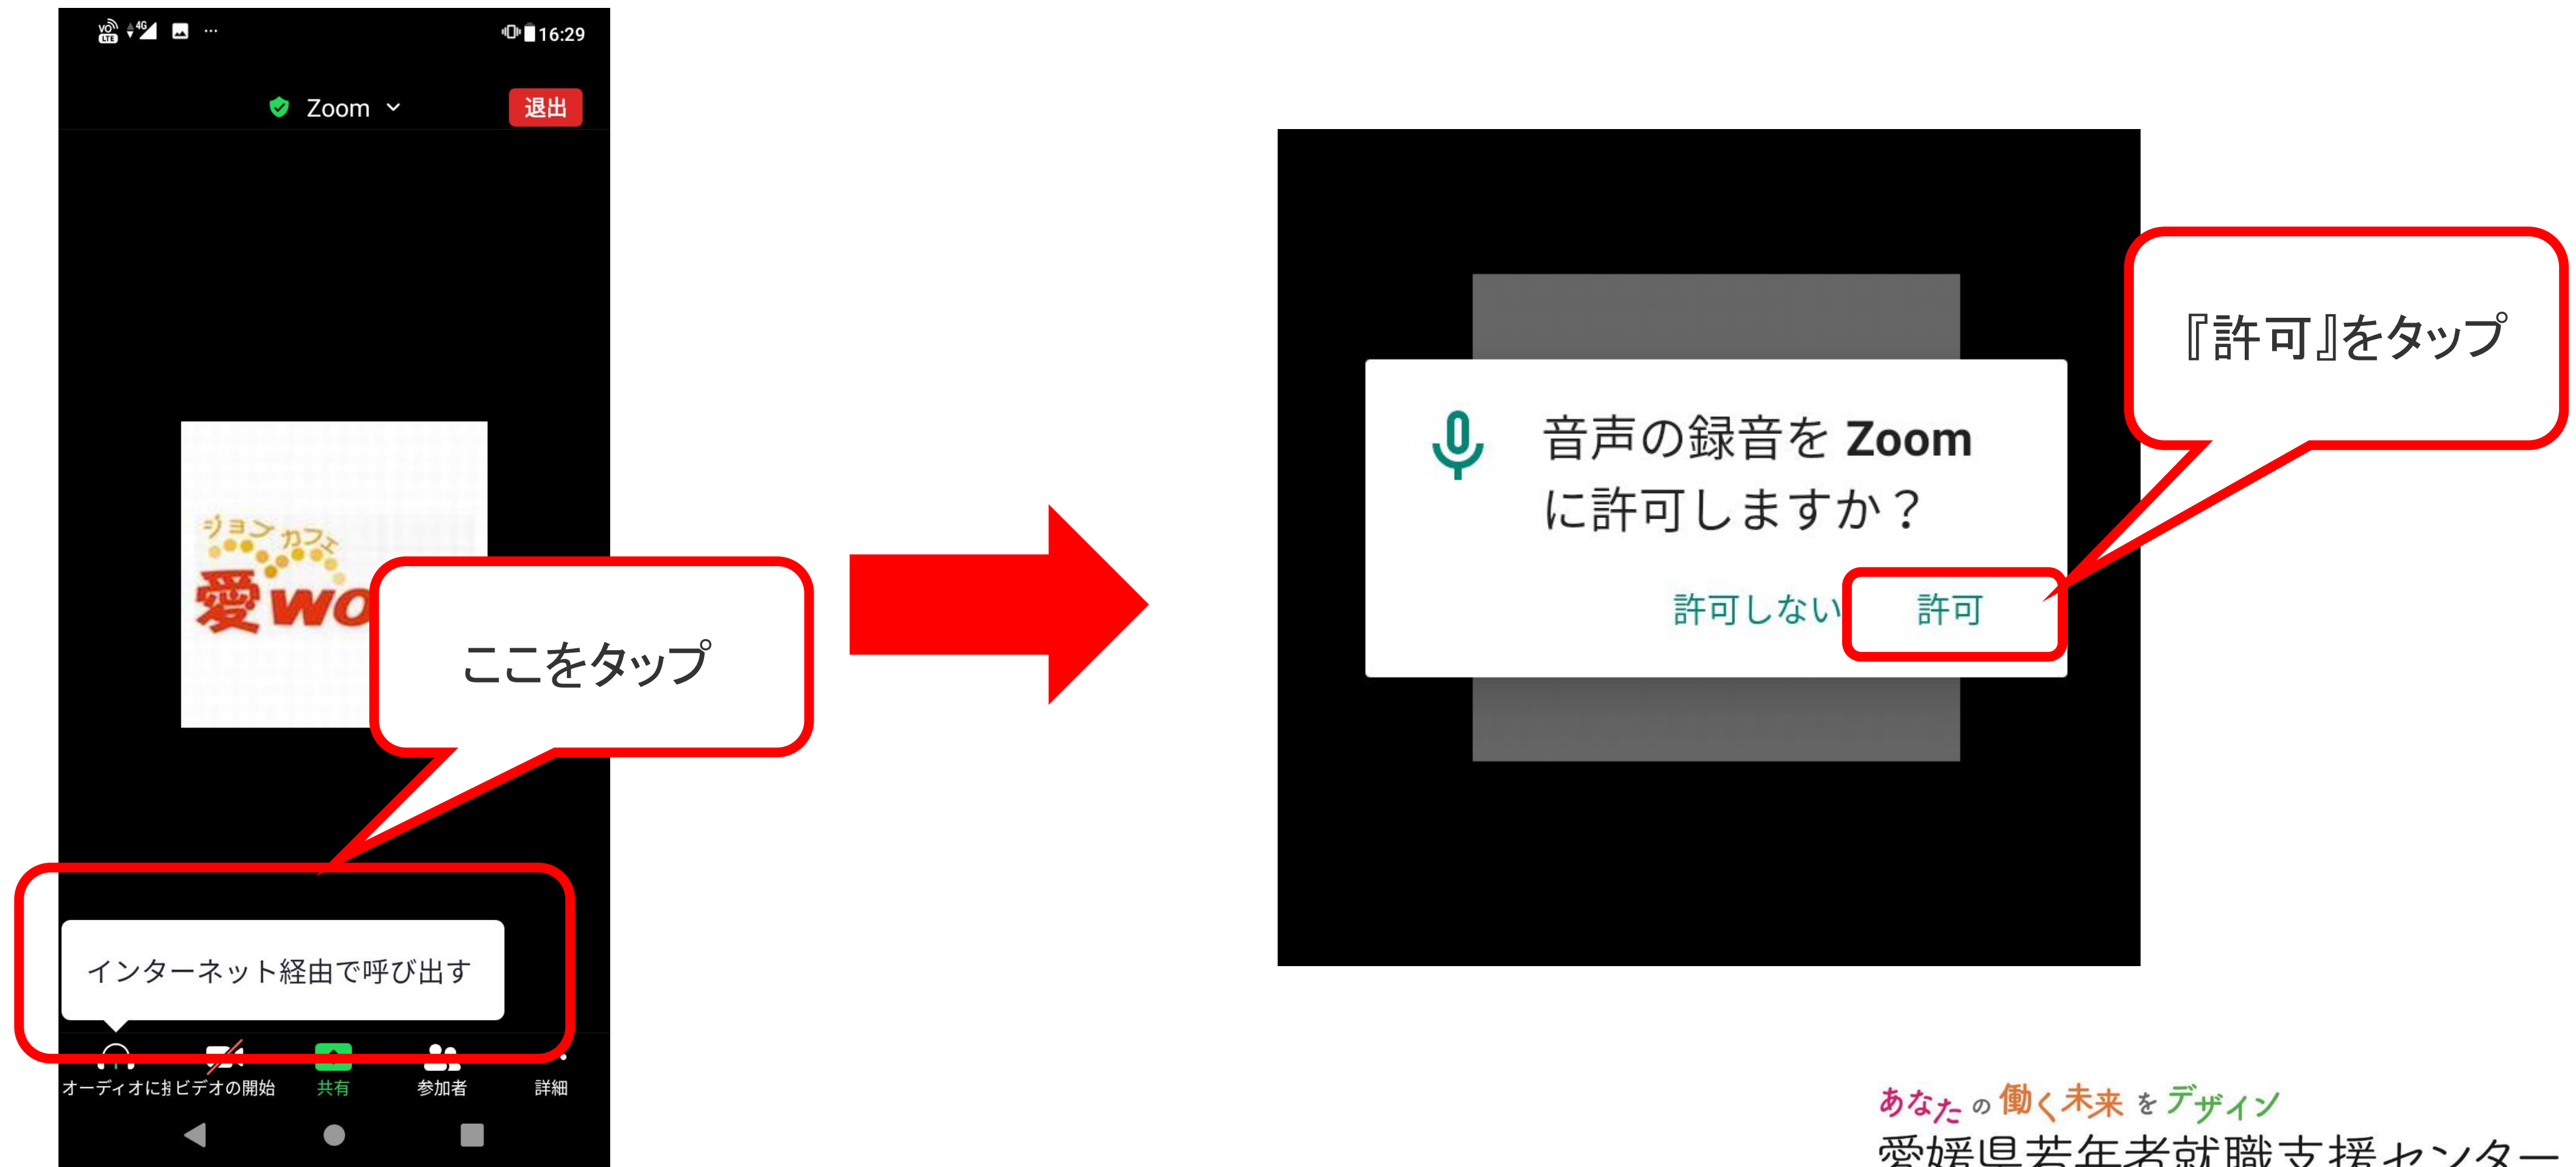 VO LTE 4G … 16:29
Zoom 退出
ジョブカフェ
愛wo
ここをタップ
インターネット経由で呼び出す
オーディオに接 ビデオの開始 共有 参加者 詳細
『許可』をタップ
音声の録音を Zoom
に許可しますか？
許可しない 許可
あなたの働く未来をデザイン
愛媛県若年者就職支援センター